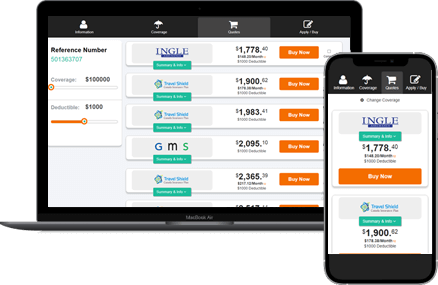 Information Coverage Quotes Apply / Buy
Reference Number
501363707
Coverage: $100000
Deductible: $1000
INGLE
Summary & Info
$1,778.40
$148.20/Month
$1000 Deductible
Buy Now
Travel Shield
Summary & Info
$1,900.62
$178.38/Month
$1000 Deductible
Buy Now
Travel Shield
Summary & Info
$1,983.41
$1000 Deductible
Buy Now
GMS
Summary & Info
$2,095.10
$1000 Deductible
Buy Now
Travel Shield
Summary & Info
$2,365.39
$217.12/Month
$1000 Deductible
Buy Now
MacBook Air
Information Coverage Quotes Apply / Buy
Change Coverage
INGLE
Summary & Info
$1,778.40
$148.20/Month
$1000 Deductible
Buy Now
Travel Shield
Summary & Info
$1,900.62
$178.38/Month
$1000 Deductible